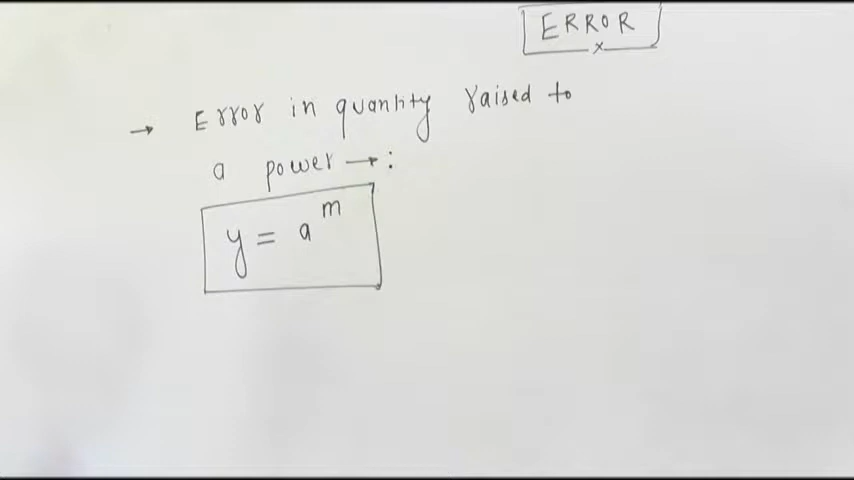 ERROR
x
→ Error in quantity raised to
a power → :
y = a^m